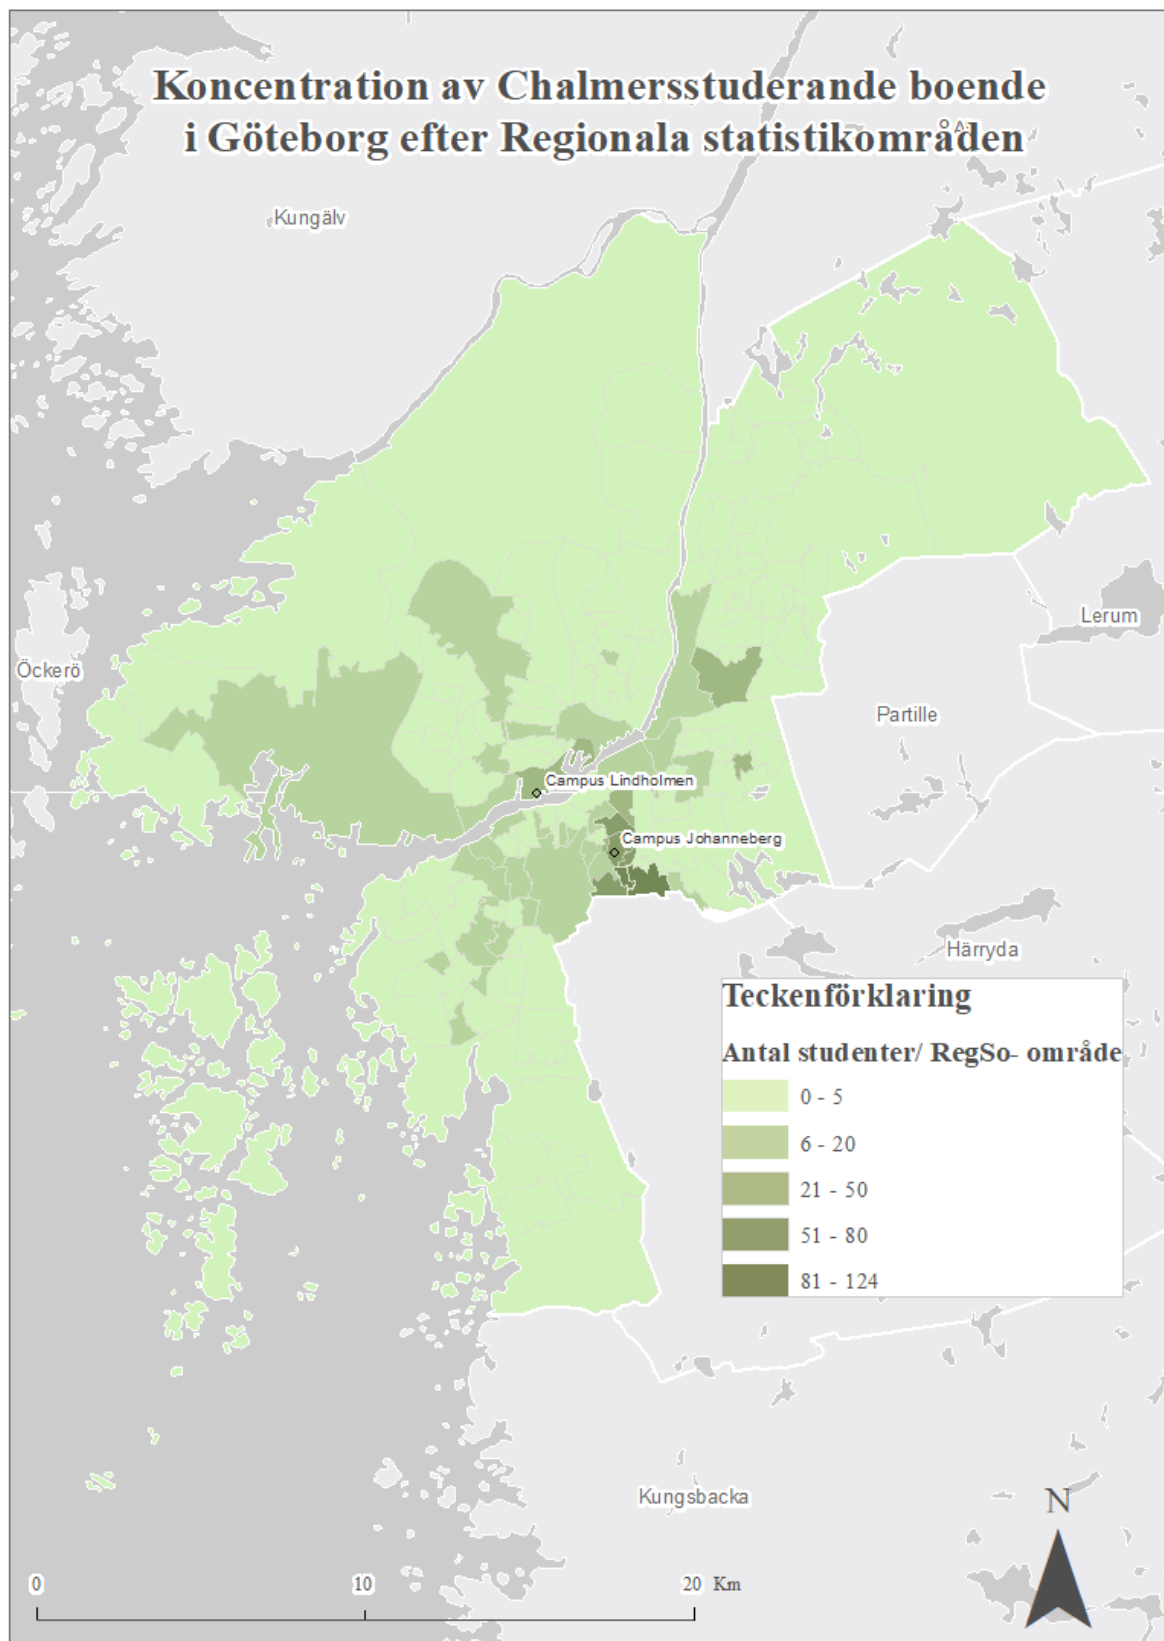 Koncentration av Chalmersstuderande boende
i Göteborg efter Regionala statistikområden
Kungälv
Öckerö
Lerum
Partille
Campus Lindholmen
Campus Johanneberg
Härryda
Teckenförklaring
Antal studenter/ RegSo- område
0 - 5
6 - 20
21 - 50
51 - 80
81 - 124
Kungsbacka
N
0 10 20 Km